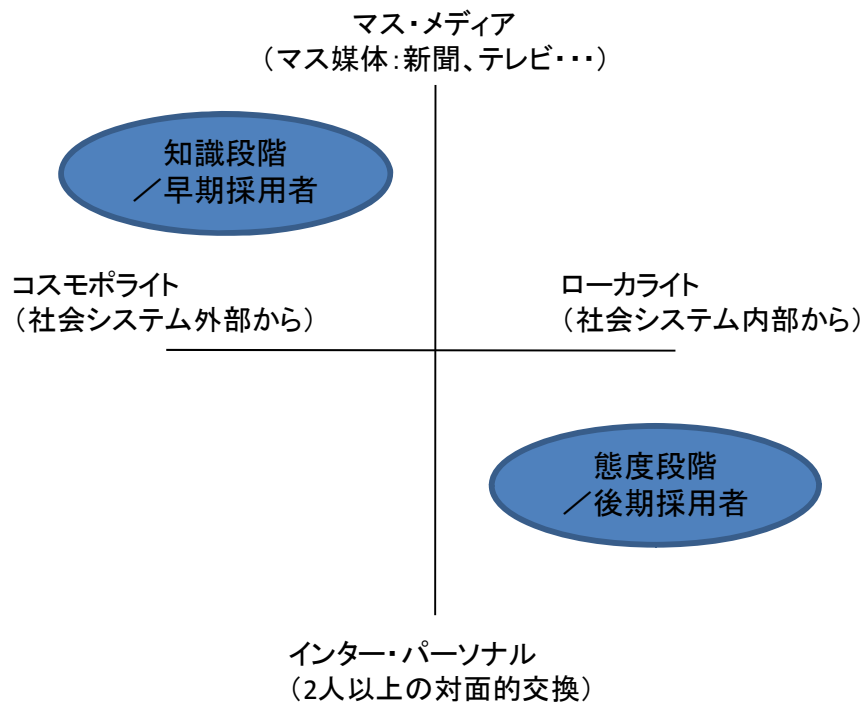 マス・メディア
（マス媒体：新聞、テレビ・・・）
知識段階
／早期採用者
コスモポライト
（社会システム外部から）
ローカライト
（社会システム内部から）
態度段階
／後期採用者
インター・パーソナル
（2人以上の対面的交換）